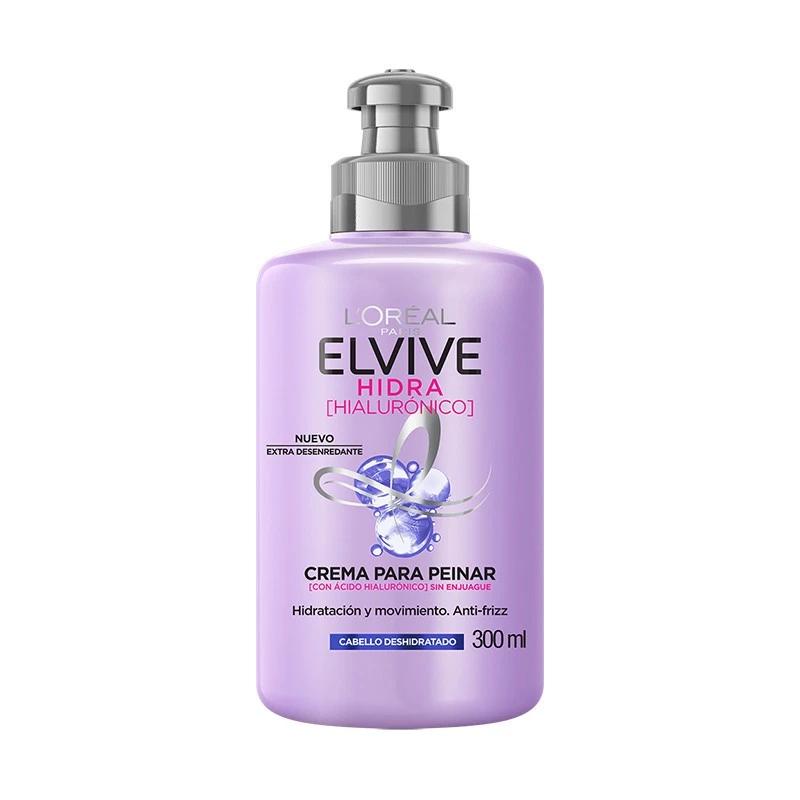 L'ORÉAL
PARIS
ELVIVE
HIDRA
[HIALURÓNICO]
NUEVO
EXTRA DESENREDANTE
CREMA PARA PEINAR
[CON ÁCIDO HIALURÓNICO] SIN ENJUAGUE
Hidratación y movimiento. Anti-frizz
CABELLO DESHIDRATADO
300 ml